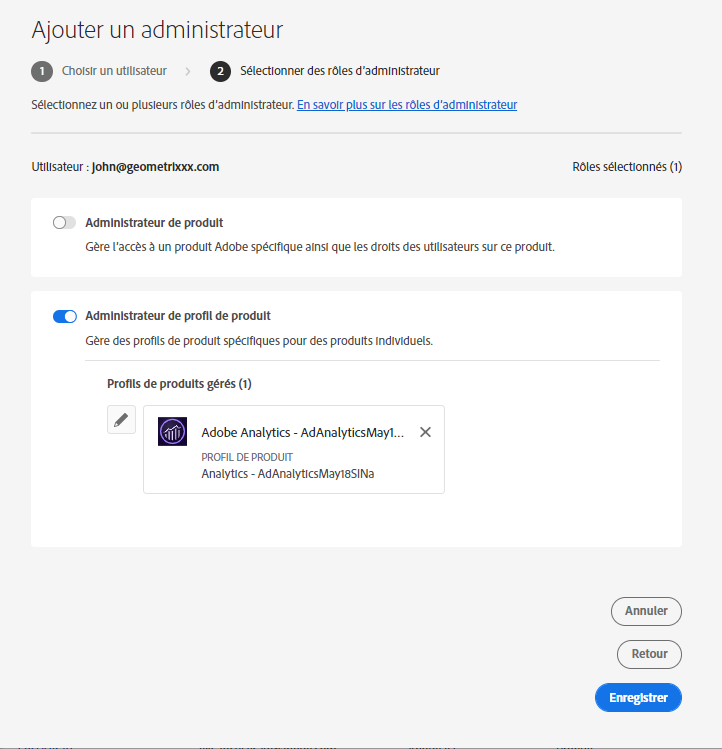 Ajouter un administrateur
1 Choisir un utilisateur > 2 Sélectionner des rôles d'administrateur
Sélectionnez un ou plusieurs rôles d'administrateur. En savoir plus sur les rôles d'administrateur
Utilisateur : john@geometrixxx.com Rôles sélectionnés (1)
Administrateur de produit
Gère l'accès à un produit Adobe spécifique ainsi que les droits des utilisateurs sur ce produit.
Administrateur de profil de produit
Gère des profils de produit spécifiques pour des produits individuels.
Profils de produits gérés (1)
Adobe Analytics - AdAnalyticsMay1...
PROFIL DE PRODUIT
Analytics - AdAnalyticsMay18SINa
Annuler
Retour
Enregistrer